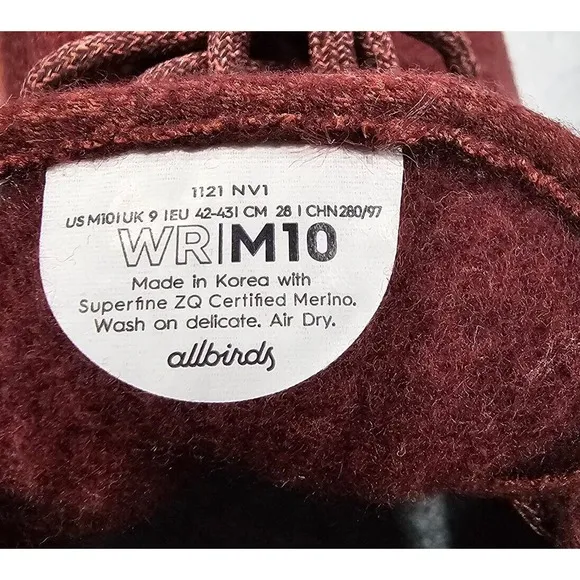 1121 NV1
US M10 | UK 9 | EU 42-43 | CM 28 | CHN 280/97
WR|M10
Made in Korea with
Superfine ZQ Certified Merino.
Wash on delicate. Air Dry.
allbirds